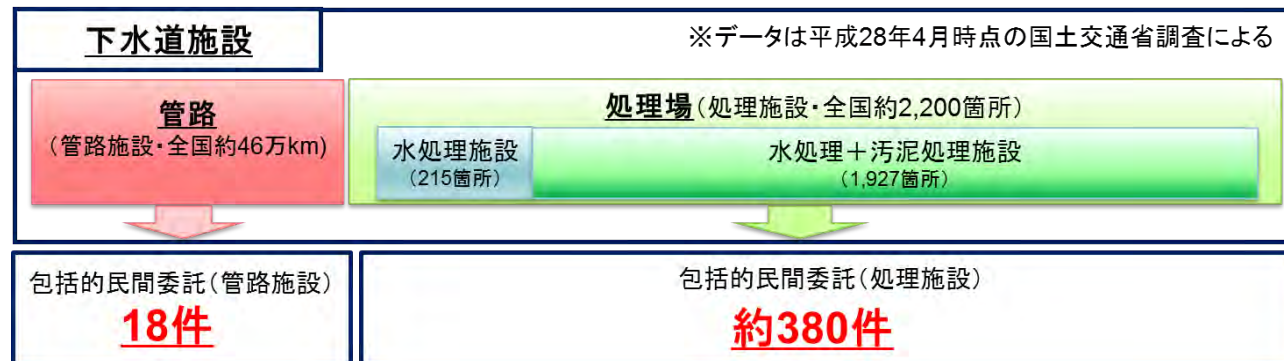 下水道施設
※データは平成28年4月時点の国土交通省調査による
管路
(管路施設・全国約46万km)
処理場(処理施設・全国約2,200箇所)
水処理施設
(215箇所)
水処理+汚泥処理施設
(1,927箇所)
包括的民間委託(管路施設)
18件
包括的民間委託(処理施設)
約380件